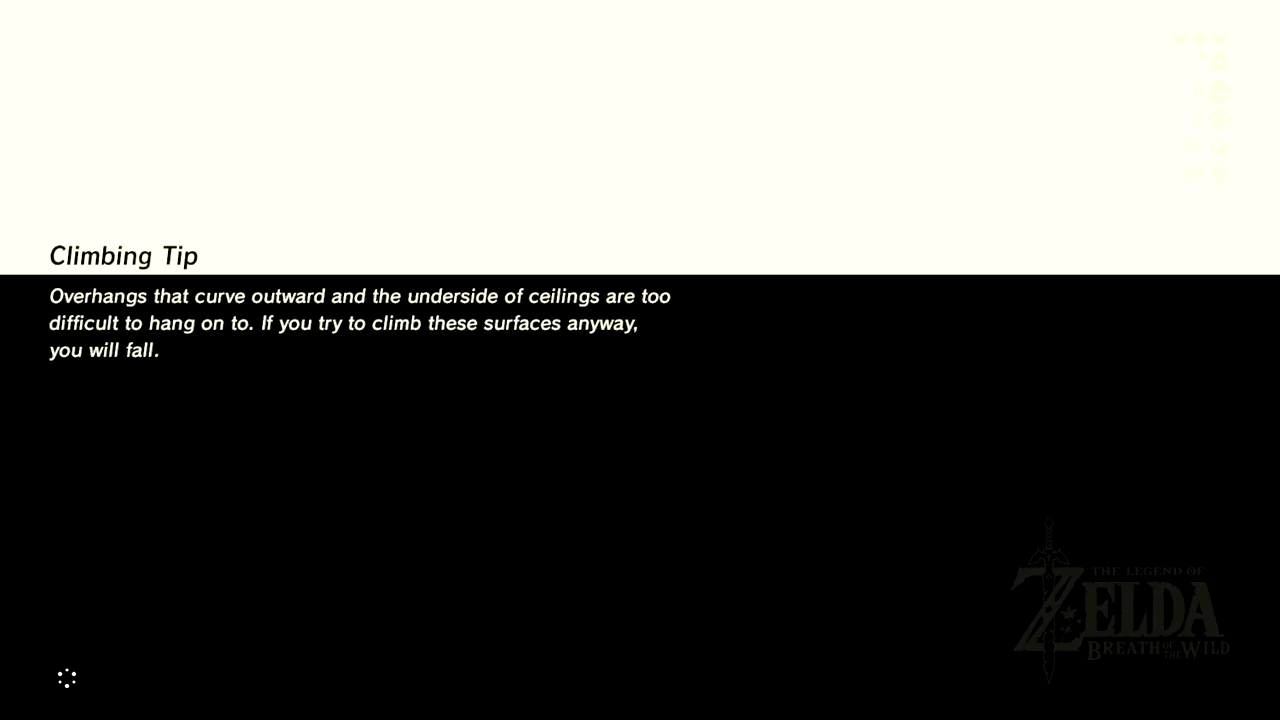 Climbing Tip
Overhangs that curve outward and the underside of ceilings are too
difficult to hang on to. If you try to climb these surfaces anyway,
you will fall.
THE LEGEND OF
ZELDA
BREATH OF THE WILD